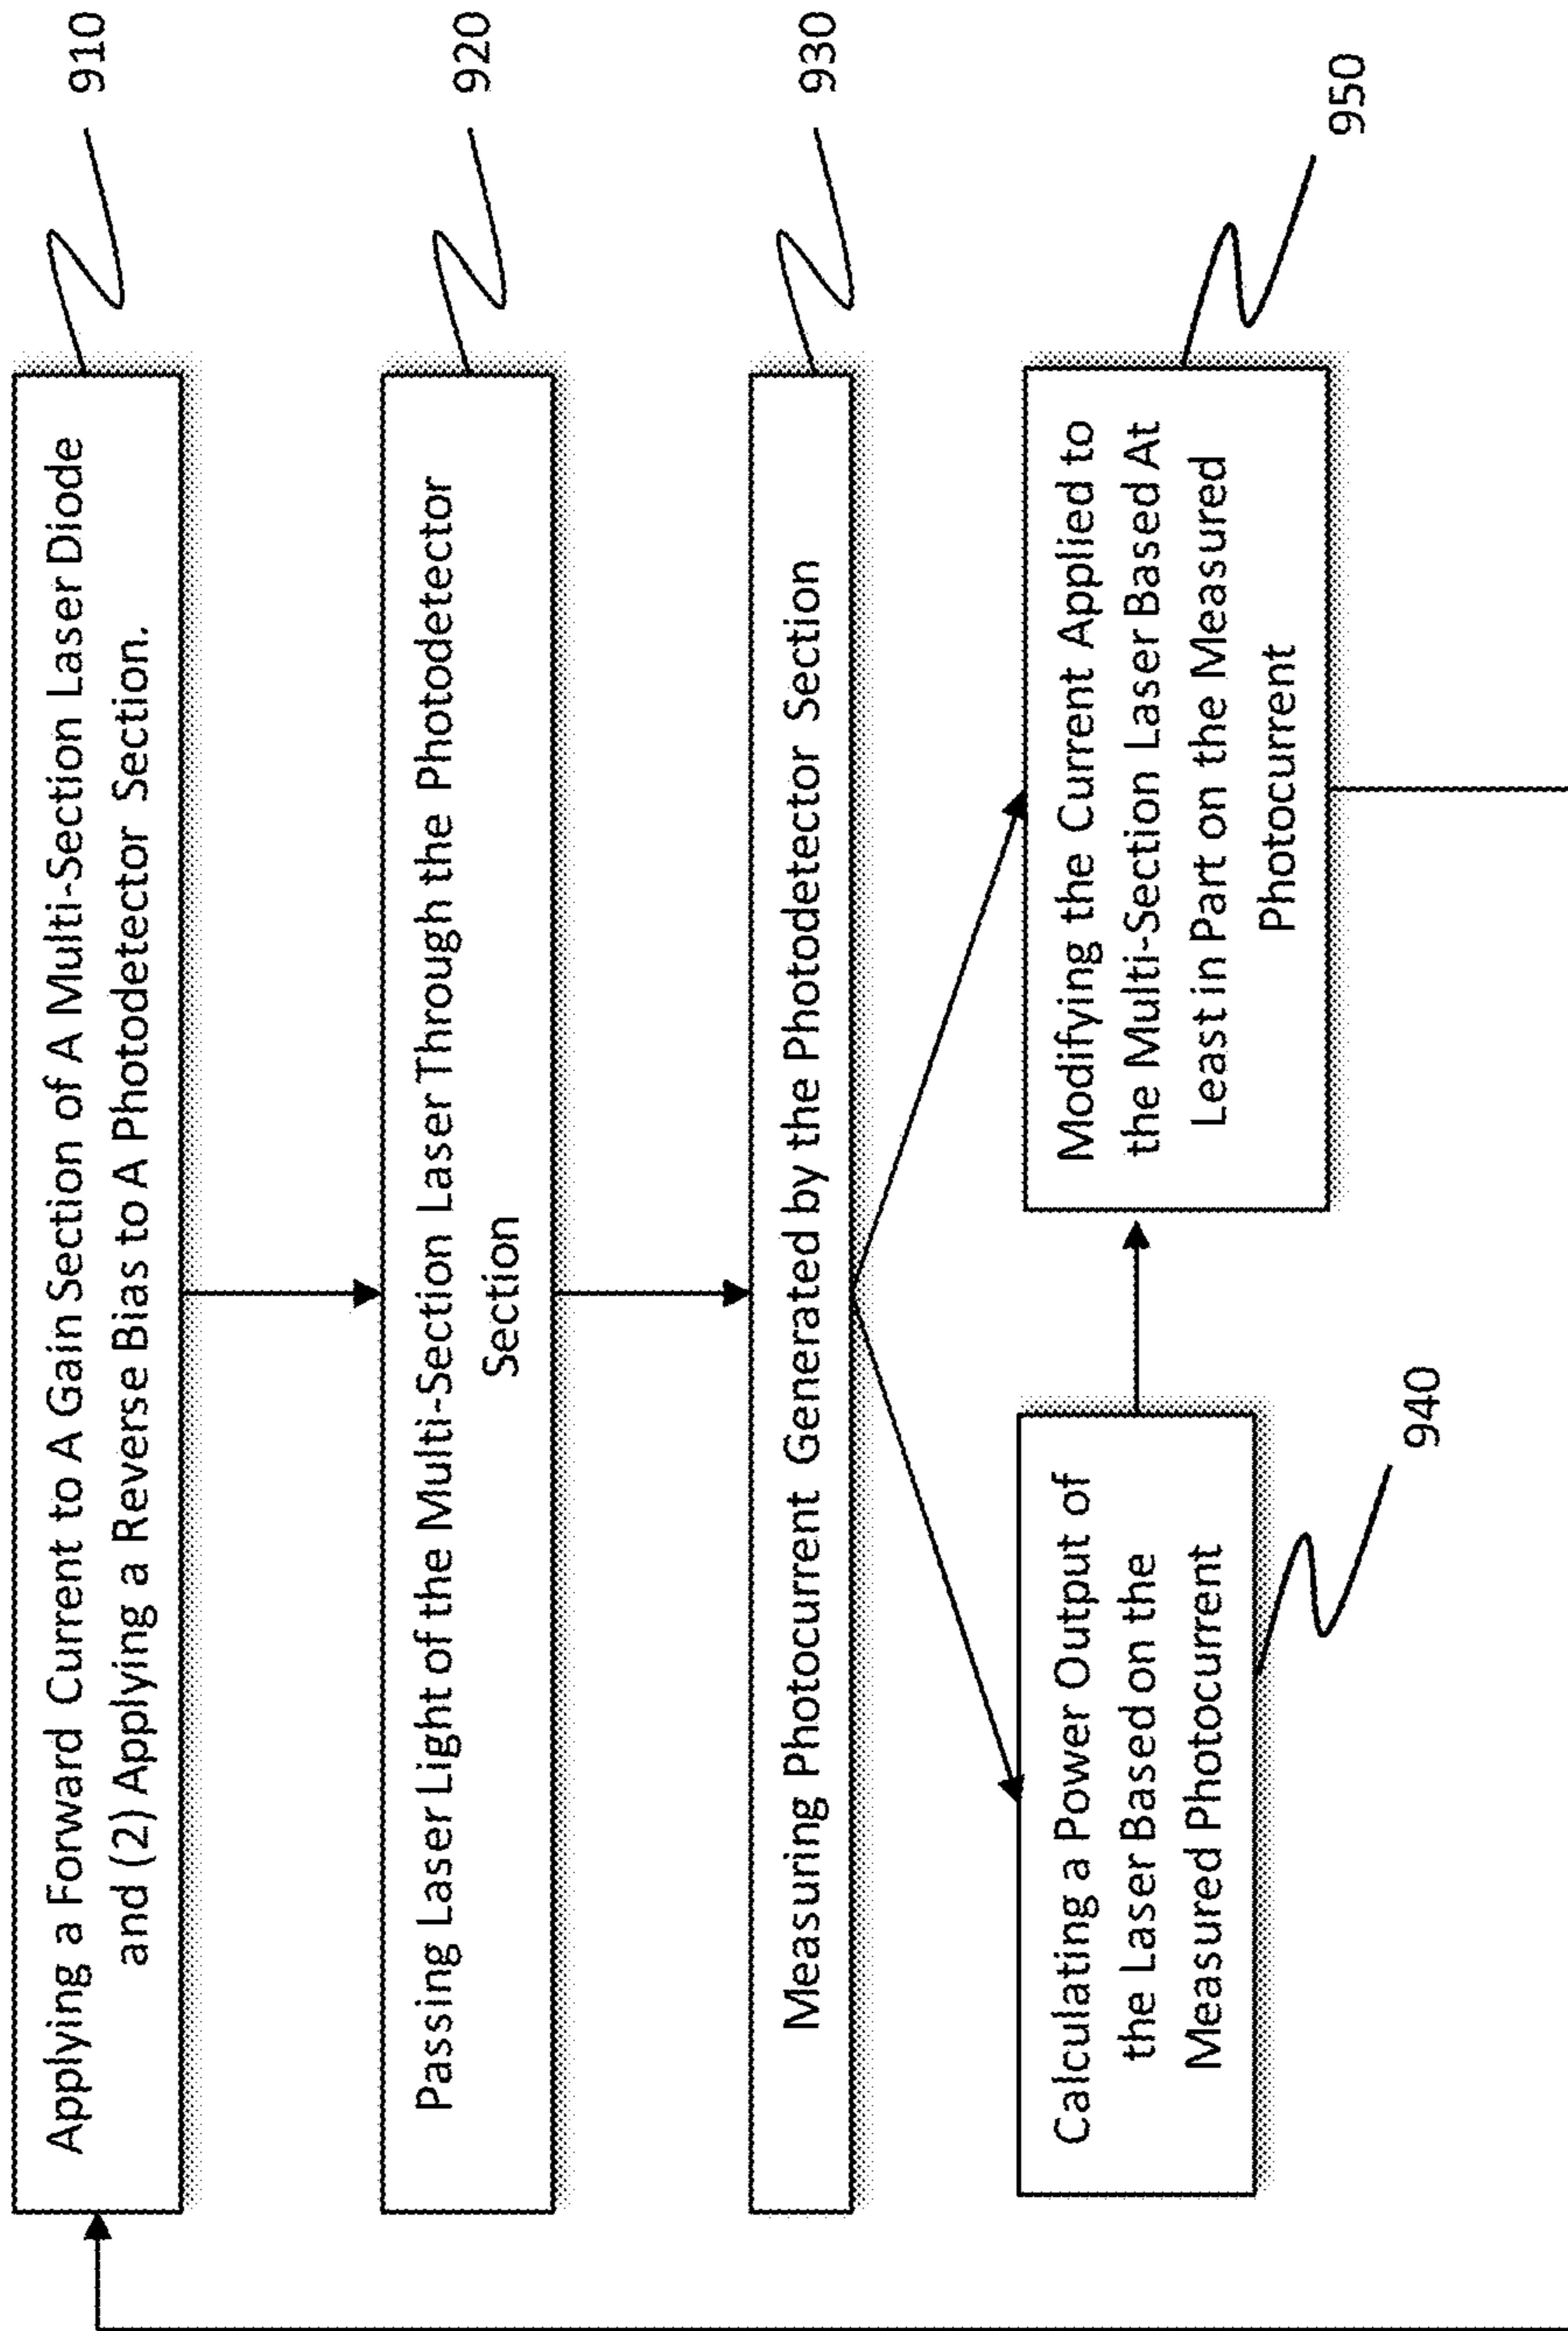 Applying a Forward Current to A Gain Section of A Multi-Section Laser Diode
and (2) Applying a Reverse Bias to A Photodetector Section.
910
Passing Laser Light of the Multi-Section Laser Through the Photodetector
Section
920
Measuring Photocurrent Generated by the Photodetector Section
930
Calculating a Power Output of
the Laser Based on the
Measured Photocurrent
940
Modifying the Current Applied to
the Multi-Section Laser Based At
Least in Part on the Measured
Photocurrent
950